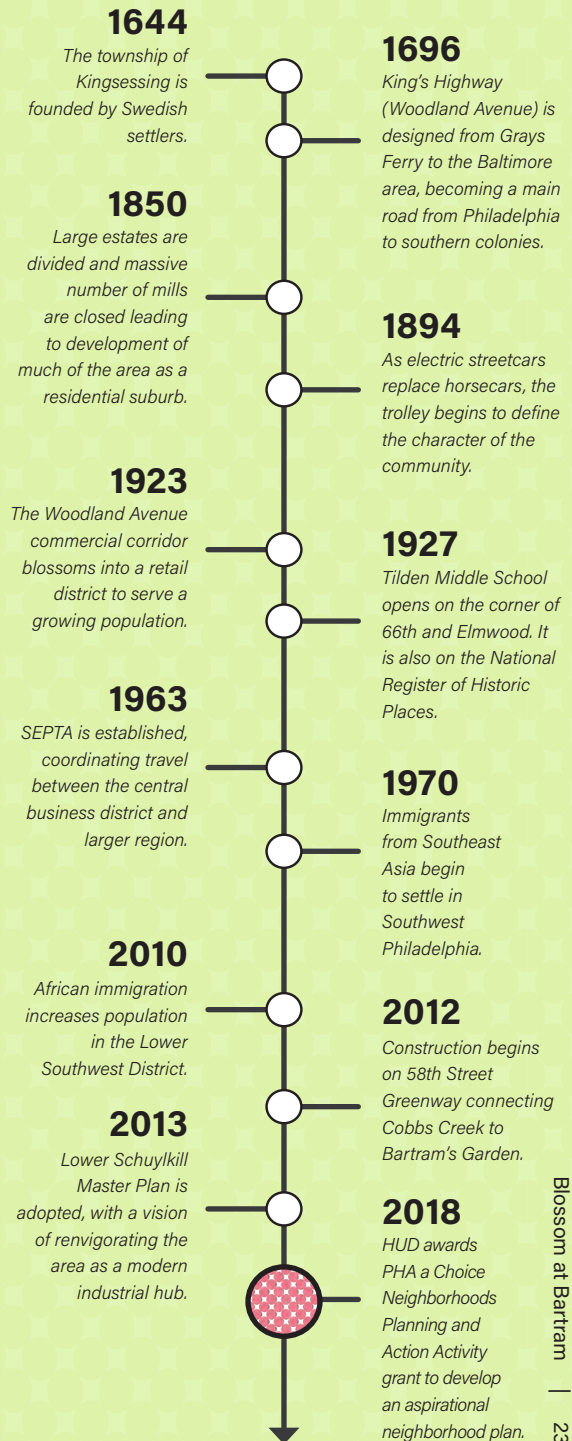 1644
The township of
Kingsessing is
founded by Swedish
settlers.
1696
King's Highway
(Woodland Avenue) is
designed from Grays
Ferry to the Baltimore
area, becoming a main
road from Philadelphia
to southern colonies.
1850
Large estates are
divided and massive
number of mills
are closed leading
to development of
much of the area as a
residential suburb.
1894
As electric streetcars
replace horsecars, the
trolley begins to define
the character of the
community.
1923
The Woodland Avenue
commercial corridor
blossoms into a retail
district to serve a
growing population.
1927
Tilden Middle School
opens on the corner of
66th and Elmwood. It
is also on the National
Register of Historic
Places.
1963
SEPTA is established,
coordinating travel
between the central
business district and
larger region.
1970
Immigrants
from Southeast
Asia begin
to settle in
Southwest
Philadelphia.
2010
African immigration
increases population
in the Lower
Southwest District.
2012
Construction begins
on 58th Street
Greenway connecting
Cobbs Creek to
Bartram's Garden.
2013
Lower Schuylkill
Master Plan is
adopted, with a vision
of renvigorating the
area as a modern
industrial hub.
2018
HUD awards
PHA a Choice
Neighborhoods
Planning and
Action Activity
grant to develop
an aspirational
neighborhood plan.
Blossom at Bartram | 23